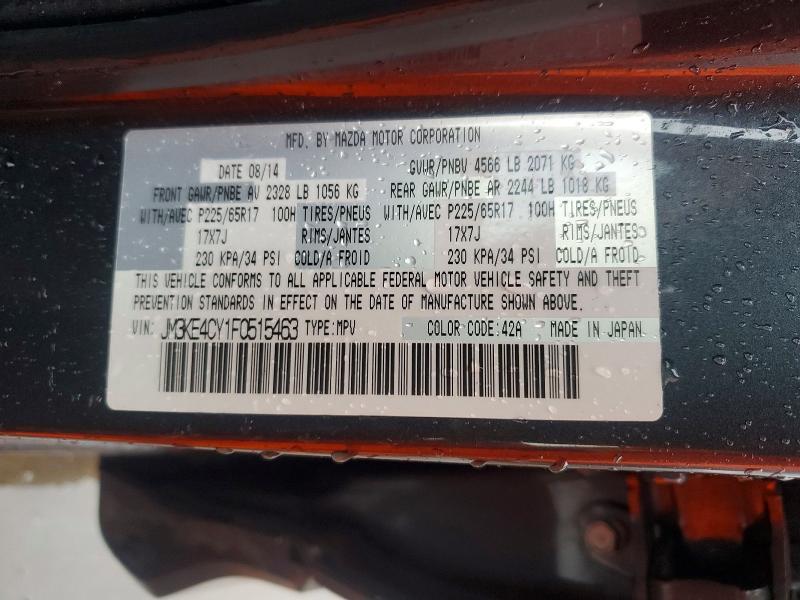 MFD. BY MAZDA MOTOR CORPORATION
DATE 08/14 GVWR/PNBV 4566 LB 2071 KG
FRONT GAWR/PNBE AV 2328 LB 1056 KG REAR GAWR/PNBE AR 2244 LB 1018 KG
WITH/AVEC P225/65R17 100H TIRES/PNEUS WITH/AVEC P225/65R17 100H TIRES/PNEUS
17X7J RIMS/JANTES 17X7J RIMS/JANTES
230 KPA/34 PSI COLD/A FROID 230 KPA/34 PSI COLD/A FROID
THIS VEHICLE CONFORMS TO ALL APPLICABLE FEDERAL MOTOR VEHICLE SAFETY AND THEFT
PREVENTION STANDARDS IN EFFECT ON THE DATE OF MANUFACTURE SHOWN ABOVE.
VIN: JM3KE4CY1F0515463 TYPE:MPV COLOR CODE:42A MADE IN JAPAN